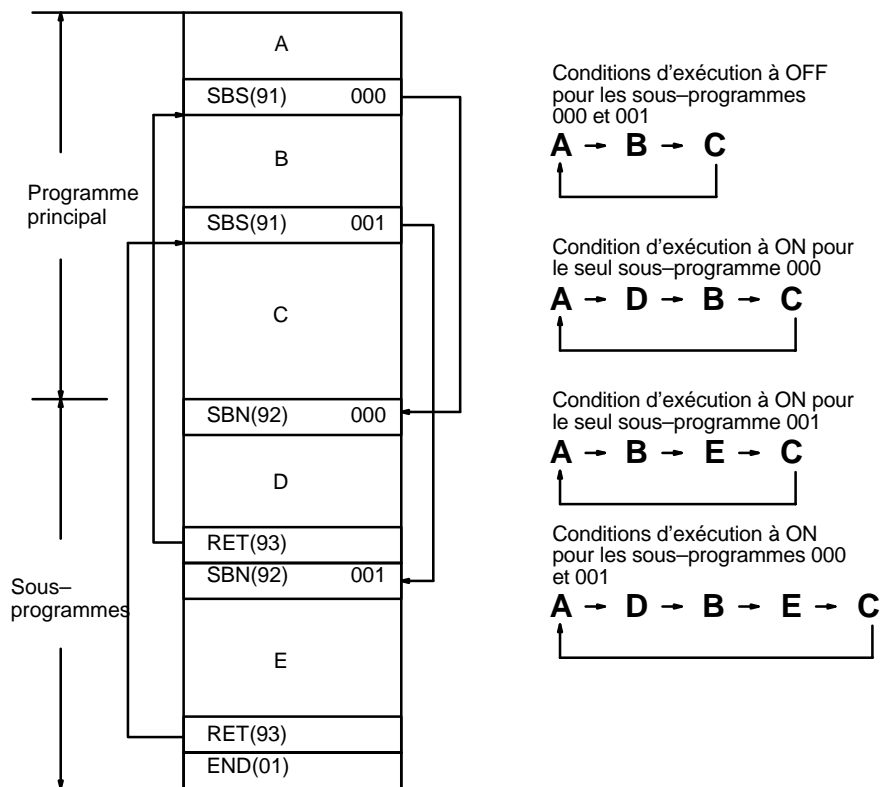 A
SBS(91) 000
B
SBS(91) 001
C
SBN(92) 000
D
RET(93)
SBN(92) 001
E
RET(93)
END(01)
Programme
principal
Sous–
programmes
Conditions d'exécution à OFF
pour les sous–programmes
000 et 001
A B C
Condition d'exécution à ON pour
le seul sous–programme 000
A D B C
Condition d'exécution à ON pour
le seul sous–programme 001
A B E C
Conditions d'exécution à ON
pour les sous–programmes 000
et 001
A D B E C